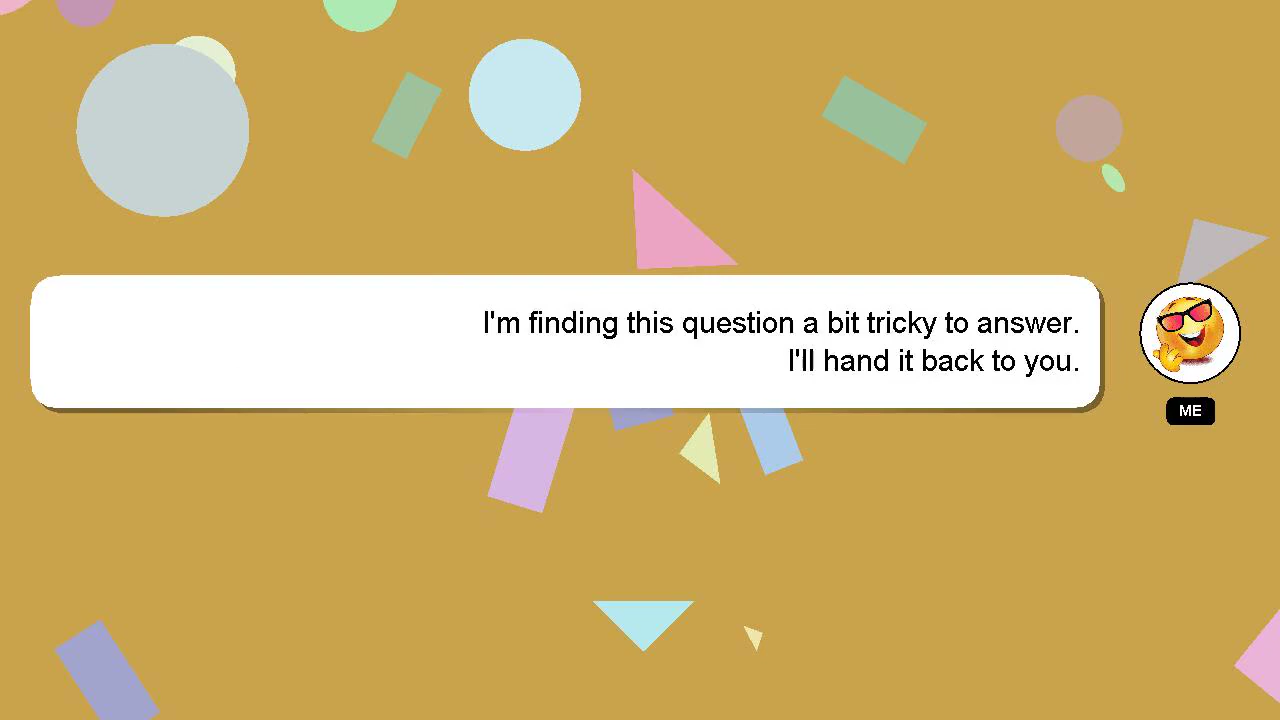 I'm finding this question a bit tricky to answer.
I'll hand it back to you.
ME